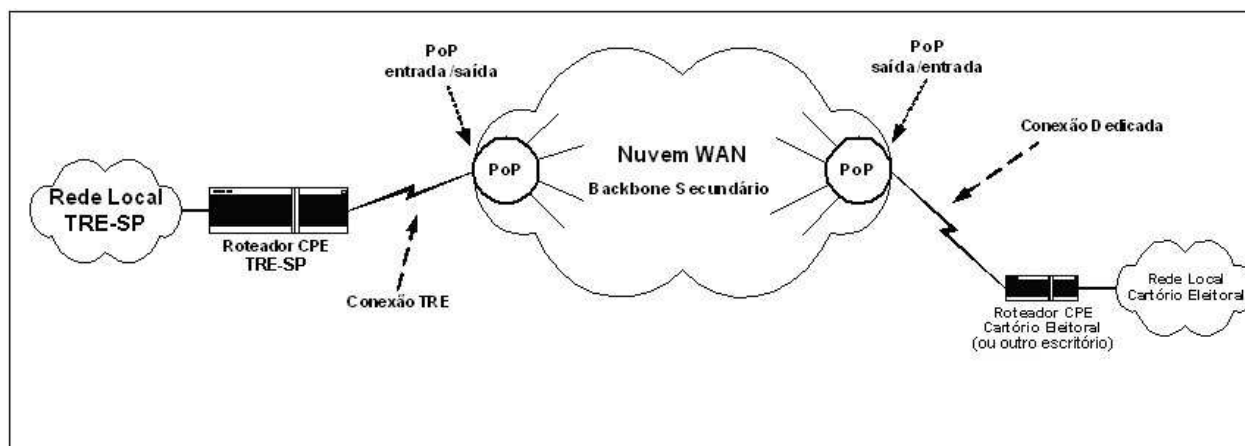 PoP
entrada/saída
PoP
saída/entrada
Conexão Dedicada
PoP
Nuvem WAN
Backbone Secundário
PoP
Rede Local
TRE-SP
Roteador CPE
TRE-SP
Conexão TRE
Rede Local
Cartório Eleitoral
Roteador CPE
Cartório Eleitoral
(ou outro escritório)